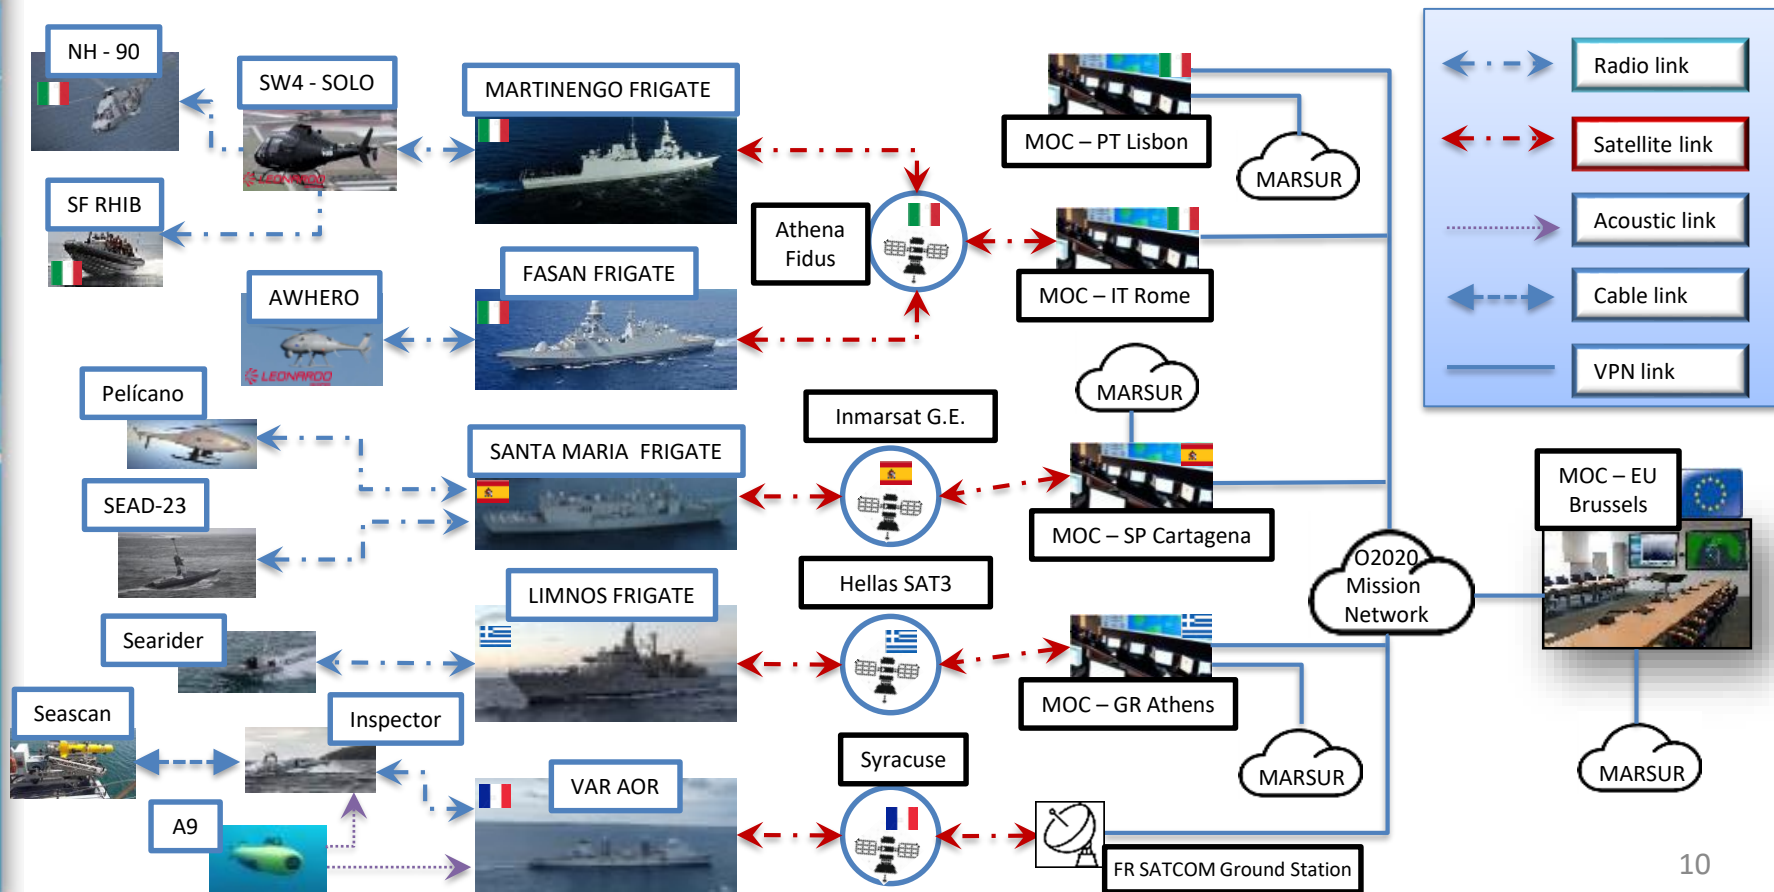 NH - 90
SW4 - SOLO
MARTINENGO FRIGATE
LEONARDO
SF RHIB
AWHERO
FASAN FRIGATE
LEONARDO
Athena
Fidus
MOC – PT Lisbon
MARSUR
MOC – IT Rome
Radio link
Satellite link
Acoustic link
Cable link
VPN link
Pelícano
SANTA MARIA FRIGATE
Inmarsat G.E.
MARSUR
SEAD-23
MOC – SP Cartagena
MOC – EU
Brussels
O2020
Mission
Network
LIMNOS FRIGATE
Hellas SAT3
Searider
MOC – GR Athens
MARSUR
MARSUR
Seascan
Inspector
VAR AOR
Syracuse
A9
FR SATCOM Ground Station
10